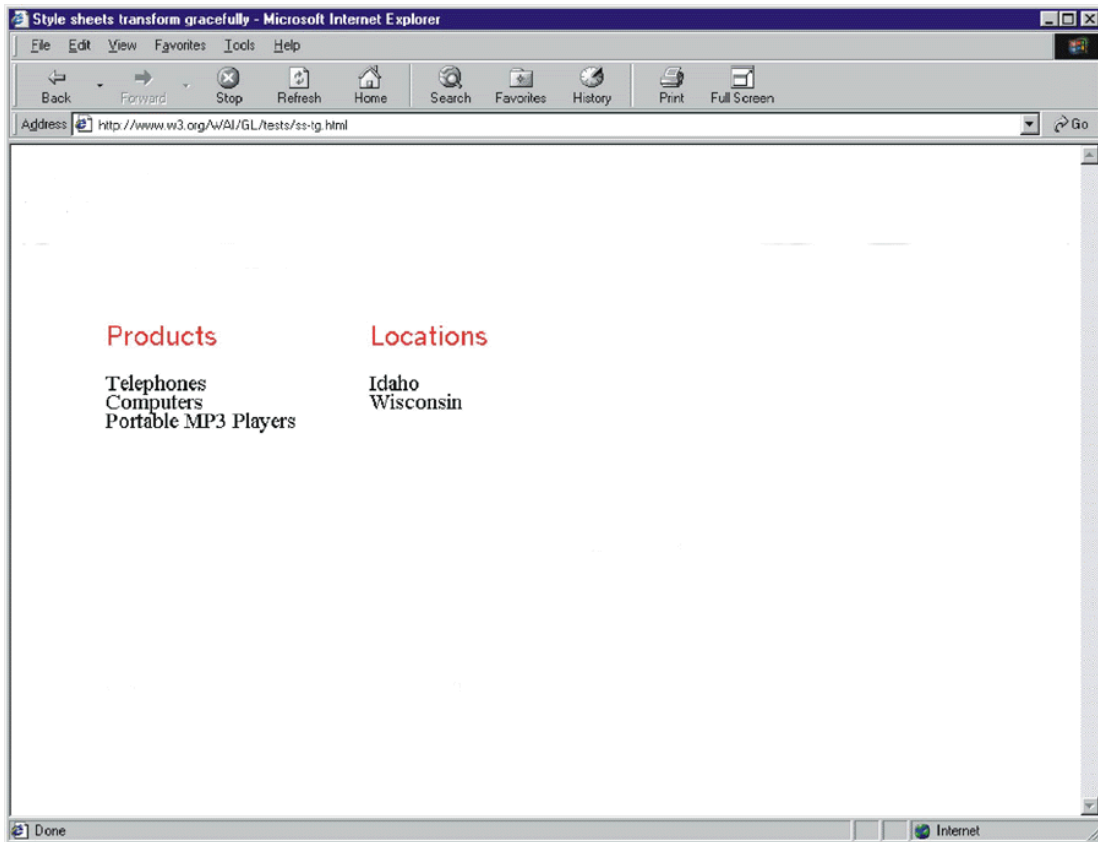 Style sheets transform gracefully - Microsoft Internet Explorer
File Edit View Favorites Tools Help
Back Forward Stop Refresh Home Search Favorites History Print Full Screen
Address http://www.w3.org/WAI/GL/tests/ss-tg.html Go
Products
Telephones
Computers
Portable MP3 Players
Locations
Idaho
Wisconsin
Done
Internet